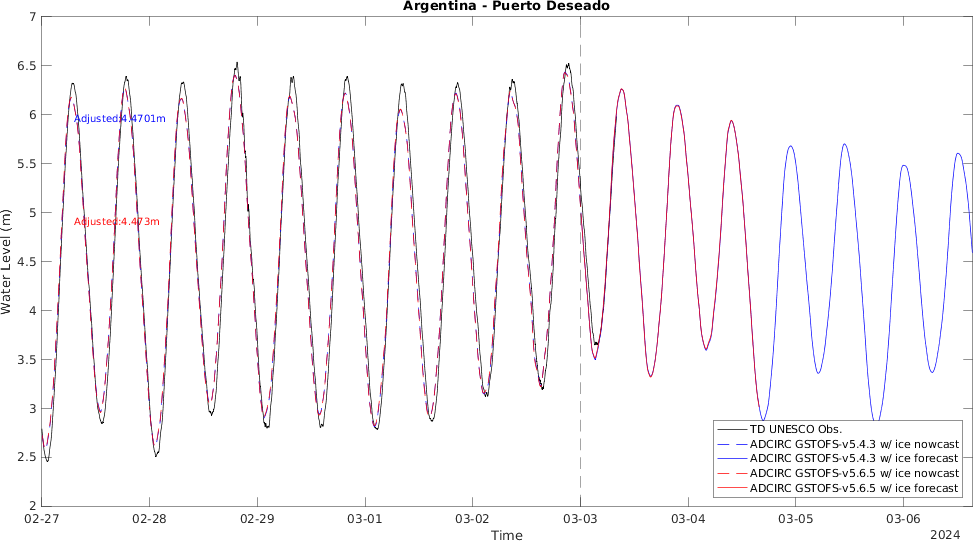 Argentina - Puerto Deseado
7
6.5
6
5.5
5
4.5
4
3.5
3
2.5
2
Water Level (m)
Adjusted:4.4701m
Adjusted:4.473m
TD UNESCO Obs.
ADCIRC GSTOFS-v5.4.3 w/ ice nowcast
ADCIRC GSTOFS-v5.4.3 w/ ice forecast
ADCIRC GSTOFS-v5.6.5 w/ ice nowcast
ADCIRC GSTOFS-v5.6.5 w/ ice forecast
02-27 02-28 02-29 03-01 03-02 03-03 03-04 03-05 03-06
Time
2024